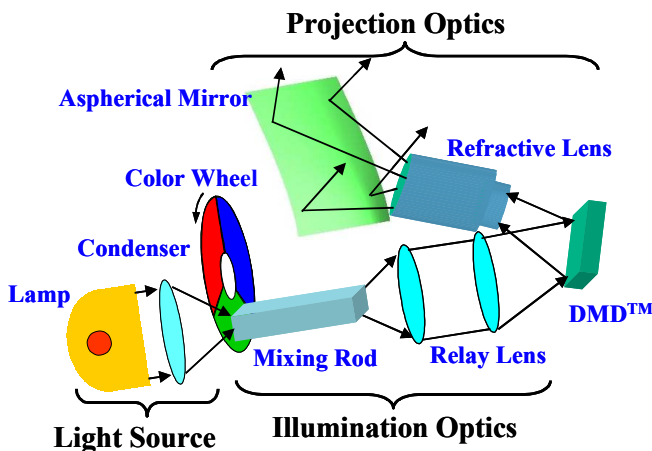 Projection Optics
Aspherical Mirror
Refractive Lens
Color Wheel
Condenser
Lamp
DMD™
Mixing Rod
Relay Lens
Light Source
Illumination Optics